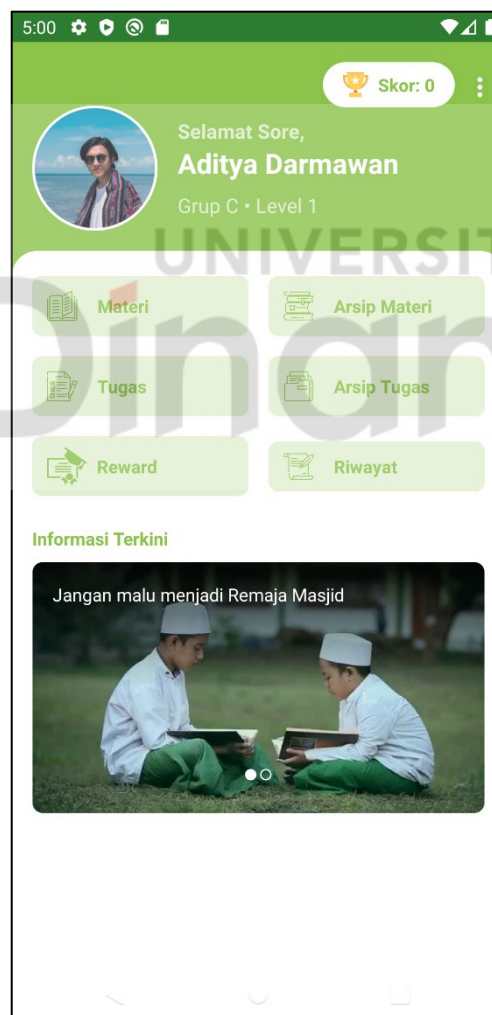 5:00
Skor: 0
Selamat Sore,
Aditya Darmawan
Grup C • Level 1
UNIVERSIT
Dinam
Materi
Arsip Materi
Tugas
Arsip Tugas
Reward
Riwayat
Informasi Terkini
Jangan malu menjadi Remaja Masjid